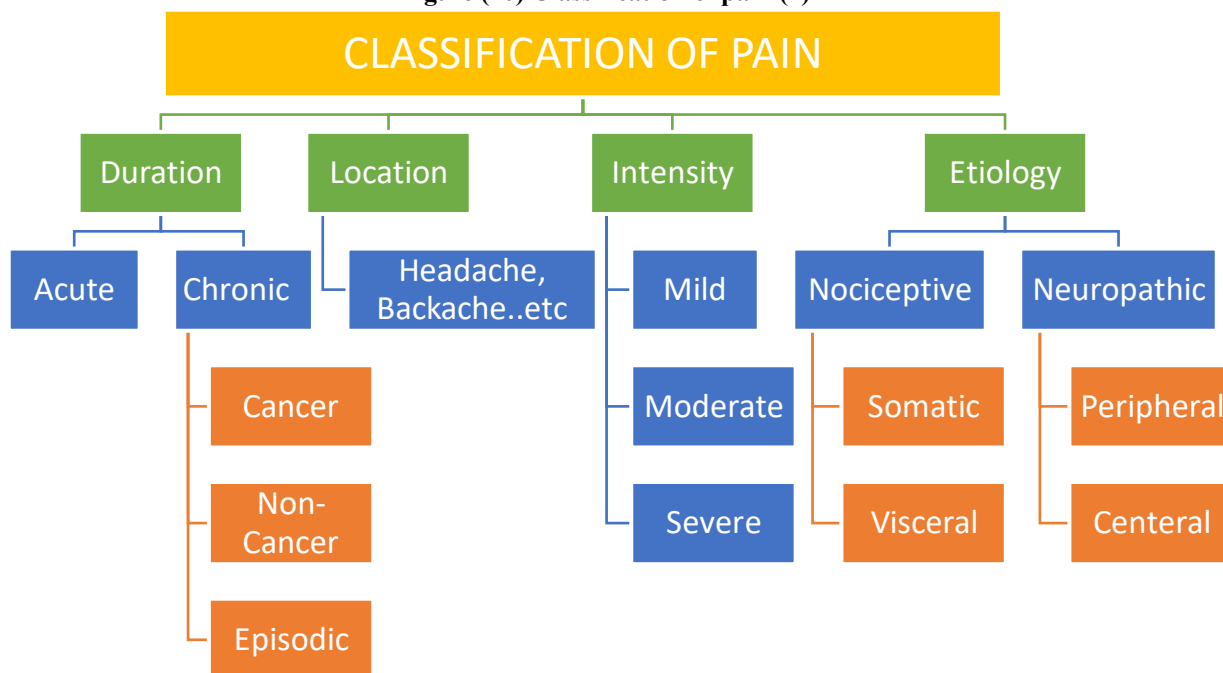 CLASSIFICATION OF PAIN
Duration
Location
Intensity
Etiology
Acute
Chronic
Headache,
Backache..etc
Mild
Nociceptive
Neuropathic
Cancer
Moderate
Somatic
Peripheral
Non-
Cancer
Severe
Visceral
Centeral
Episodic